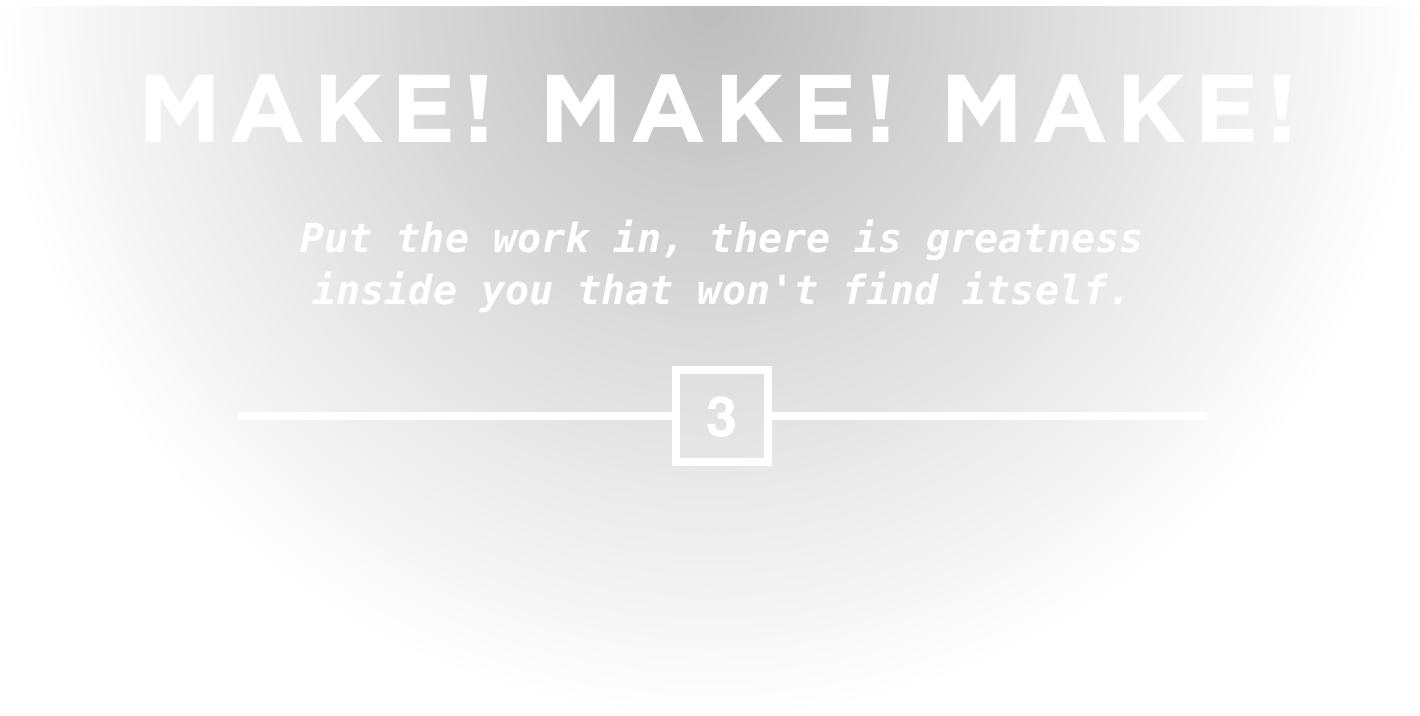 MAKE! MAKE! MAKE!
Put the work in, there is greatness
inside you that won't find itself.
3